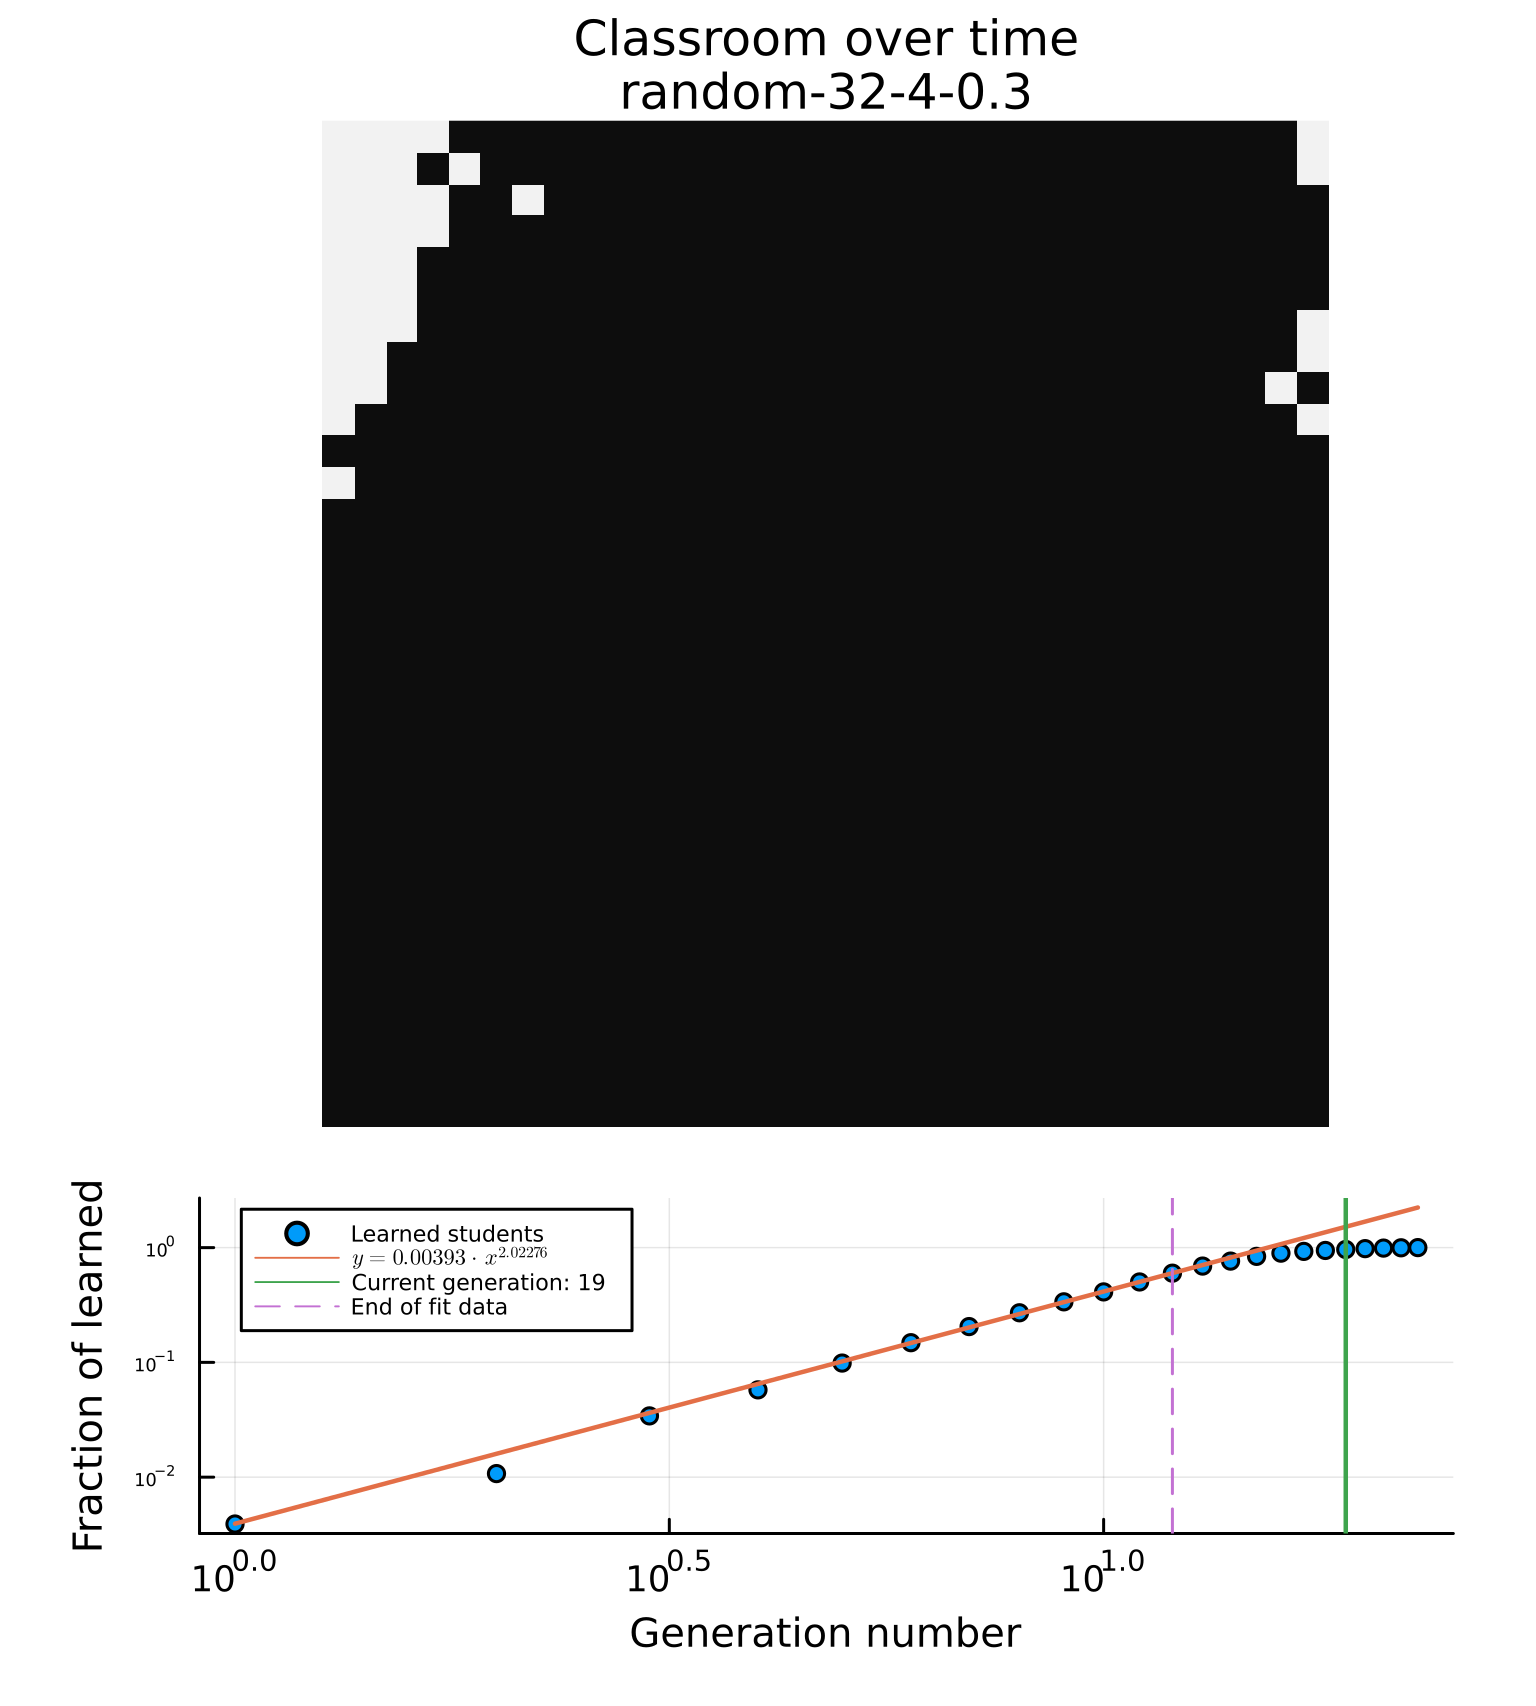 Classroom over time
random-32-4-0.3
Fraction of learned
10^0
10^-1
10^-2
Learned students
y = 0.00393 · x^2.02276
Current generation: 19
End of fit data
10^0.0 10^0.5 10^1.0
Generation number